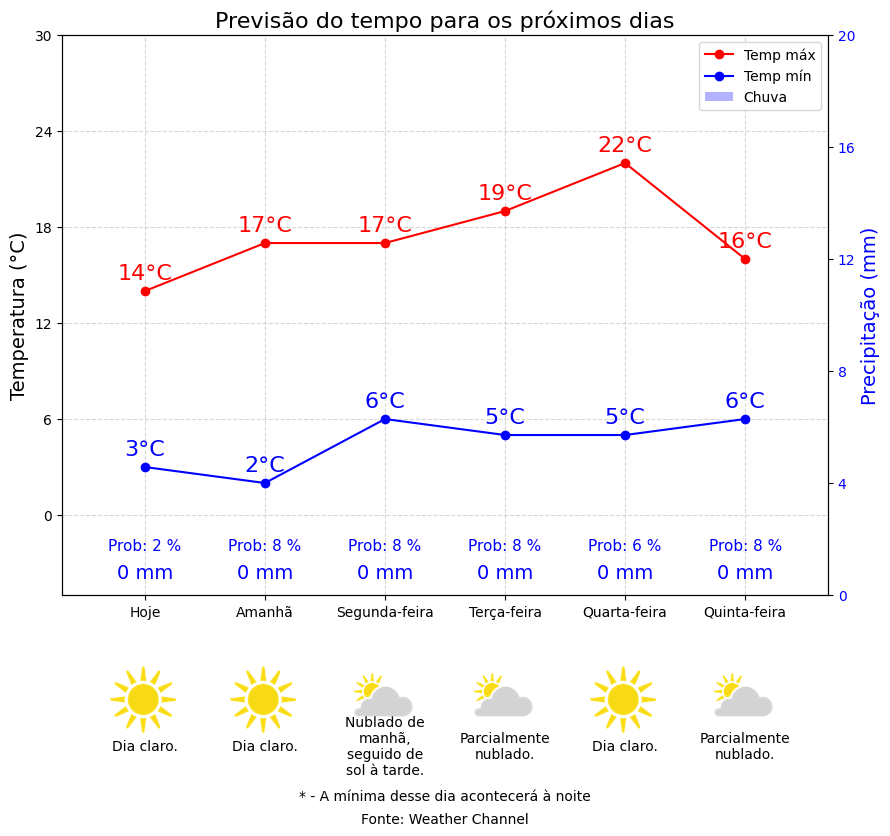 Previsão do tempo para os próximos dias
30
24
18
12
6
0
Temperatura (°C)
20
16
12
8
4
0
Precipitação (mm)
Temp máx
Temp mín
Chuva
14°C 17°C 17°C 19°C 22°C 16°C
3°C 2°C 6°C 5°C 5°C 6°C
Prob: 2 % Prob: 8 % Prob: 8 % Prob: 8 % Prob: 6 % Prob: 8 %
0 mm 0 mm 0 mm 0 mm 0 mm 0 mm
Hoje Amanhã Segunda-feira Terça-feira Quarta-feira Quinta-feira
Dia claro.
Dia claro.
Nublado de
manhã,
seguido de
sol à tarde.
Parcialmente
nublado.
Dia claro.
Parcialmente
nublado.
* - A mínima desse dia acontecerá à noite
Fonte: Weather Channel